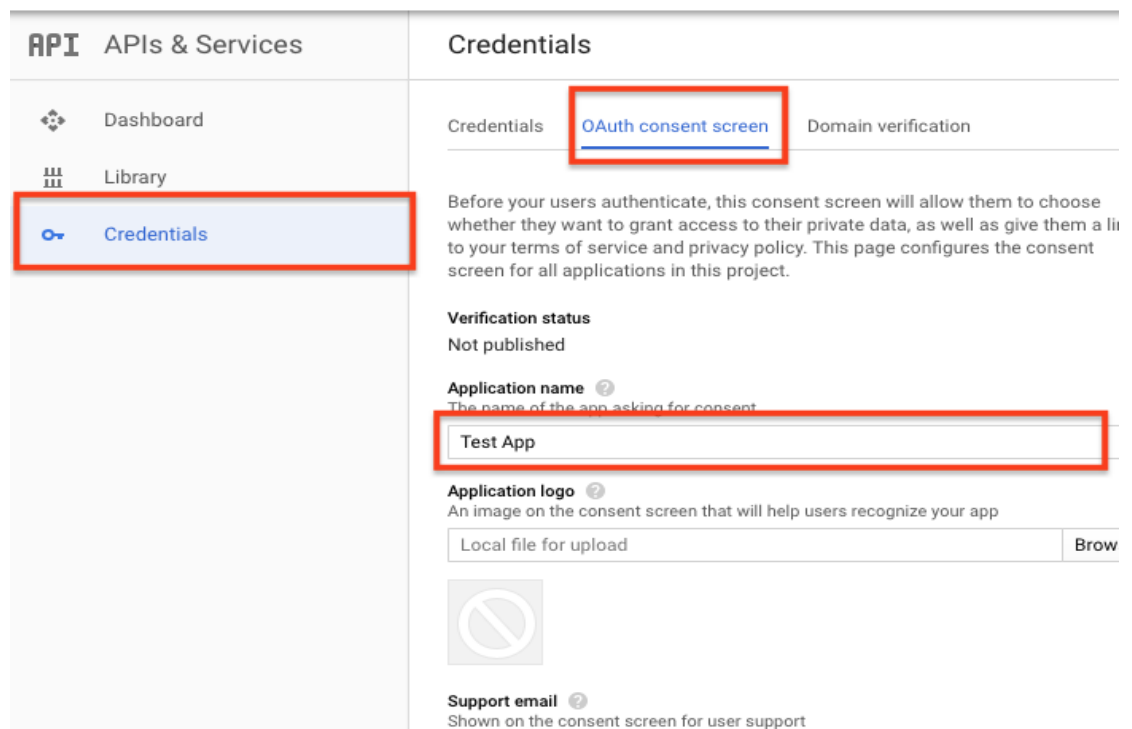 API APIs & Services
Credentials
Dashboard
Library
Credentials
Credentials OAuth consent screen Domain verification
Before your users authenticate, this consent screen will allow them to choose
whether they want to grant access to their private data, as well as give them a
to your terms of service and privacy policy. This page configures the consent
screen for all applications in this project.
Verification status
Not published
Application name ?
The name of the app asking for consent
Test App
Application logo ?
An image on the consent screen that will help users recognize your app
Local file for upload Brow
Support email ?
Shown on the consent screen for user support